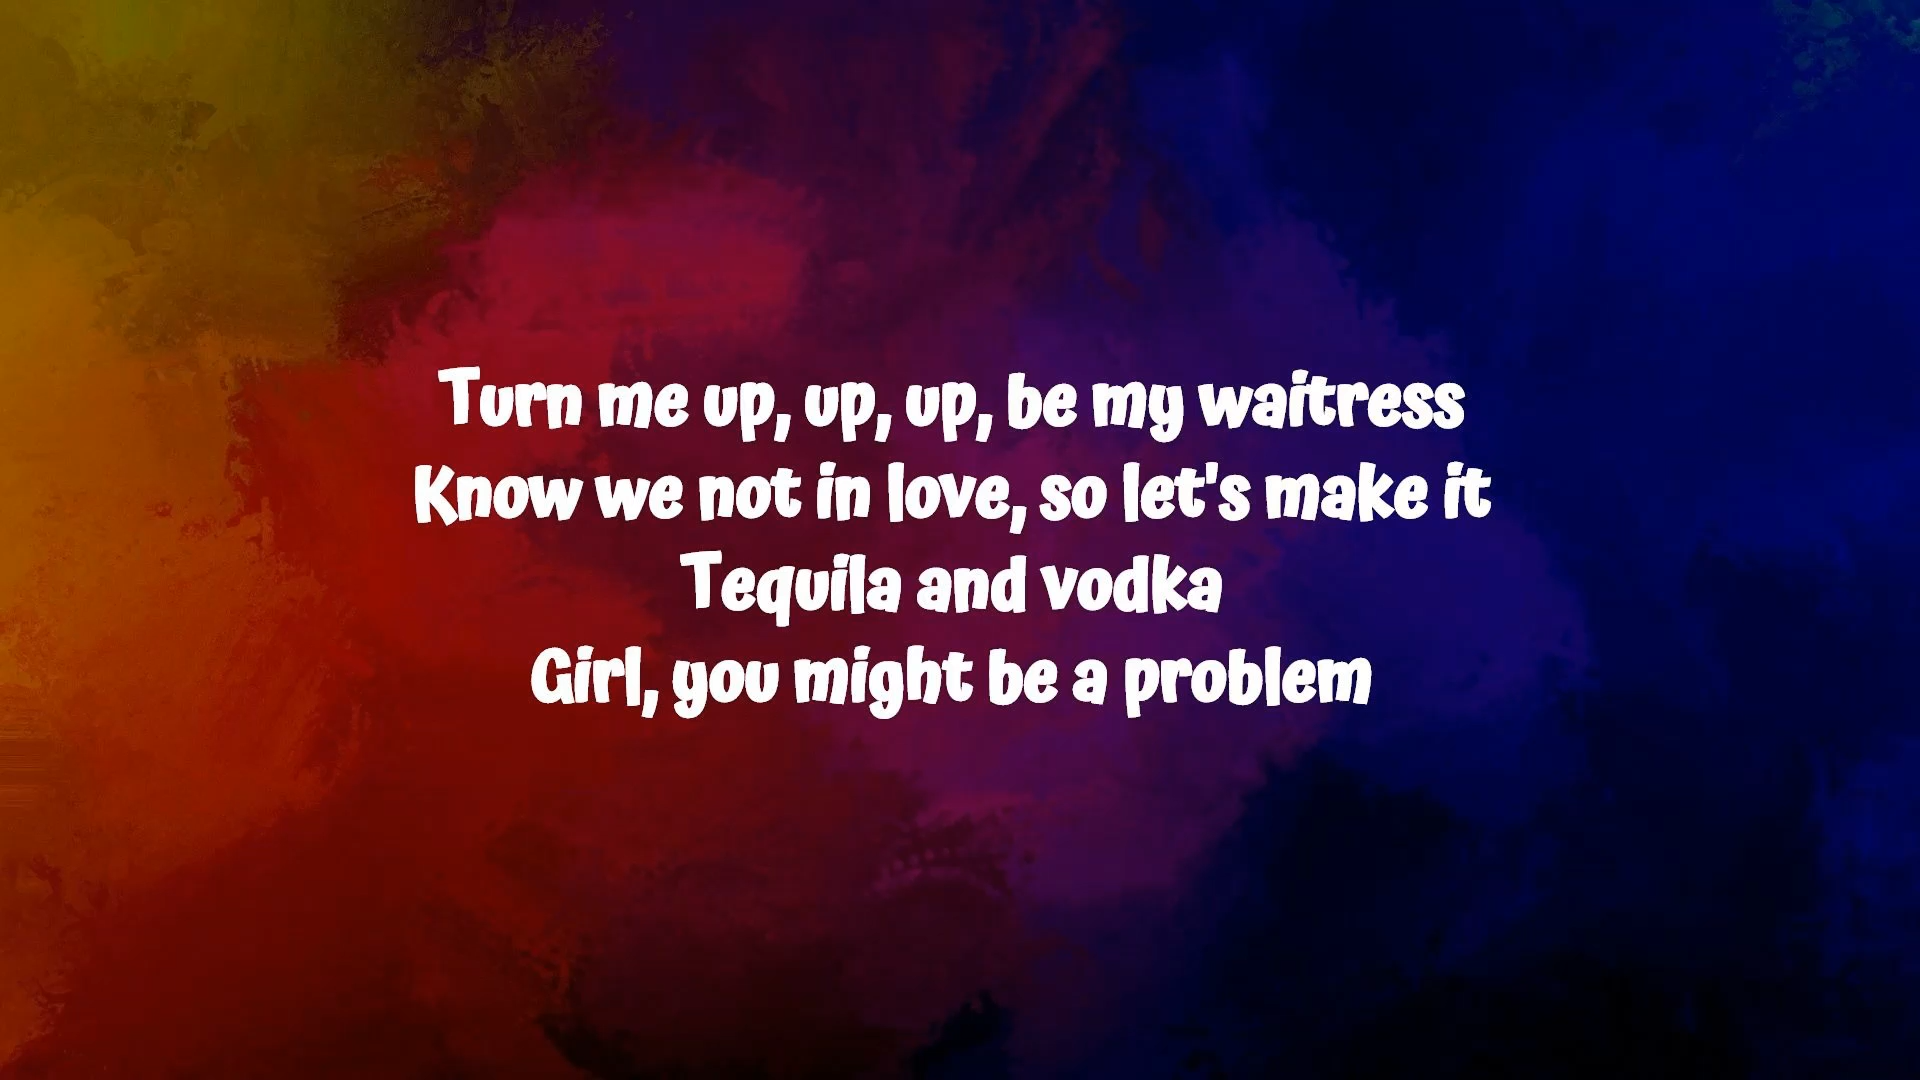 Turn me up, up, up, be my waitress
Know we not in love, so let's make it
Tequila and vodka
Girl, you might be a problem